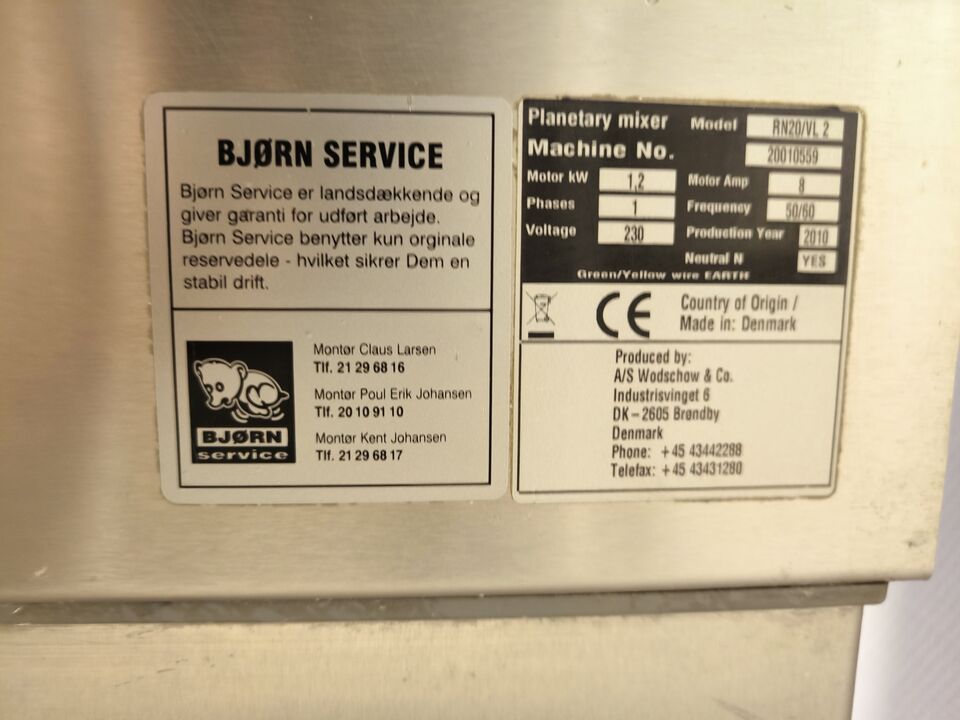 BJØRN SERVICE
Bjørn Service er landsdækkende og
giver garanti for udført arbejde.
Bjørn Service benytter kun orginale
reservedele - hvilket sikrer Dem en
stabil drift.
BJØRN
service
Montør Claus Larsen
Tlf. 21 29 68 16
Montør Poul Erik Johansen
Tlf. 20 10 91 10
Montør Kent Johansen
Tlf. 21 29 68 17
Planetary mixer Model RN20/VL 2
Machine No. 20010559
Motor kW 1,2 Motor Amp 8
Phases 1 Frequency 50/60
Voltage 230 Production Year 2010
Neutral N YES
Green/Yellow wire EARTH
CE
Country of Origin /
Made in: Denmark
Produced by:
A/S Wodschow & Co.
Industrisvinget 6
DK – 2605 Brøndby
Denmark
Phone: +45 43442288
Telefax: +45 43431280